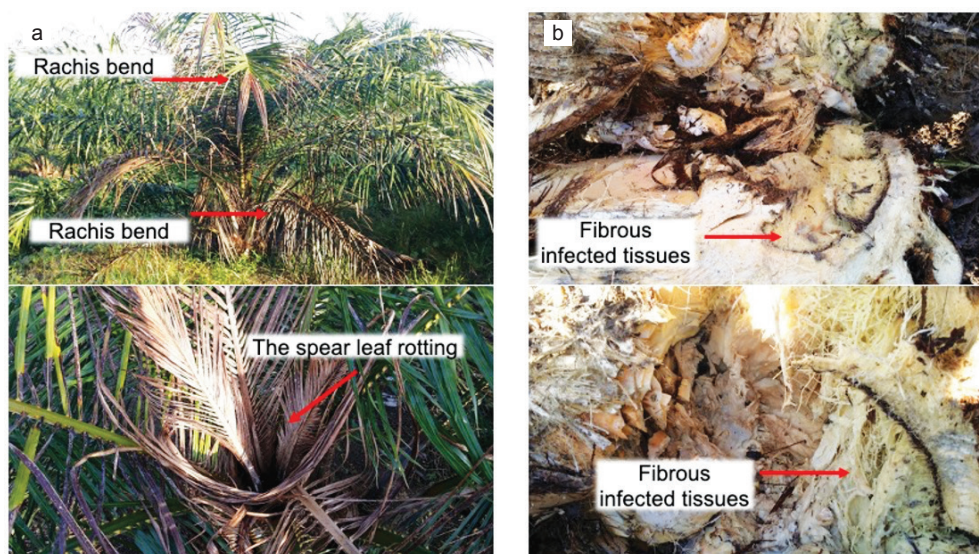 a
Rachis bend
Rachis bend
The spear leaf rotting
b
Fibrous
infected tissues
Fibrous
infected tissues